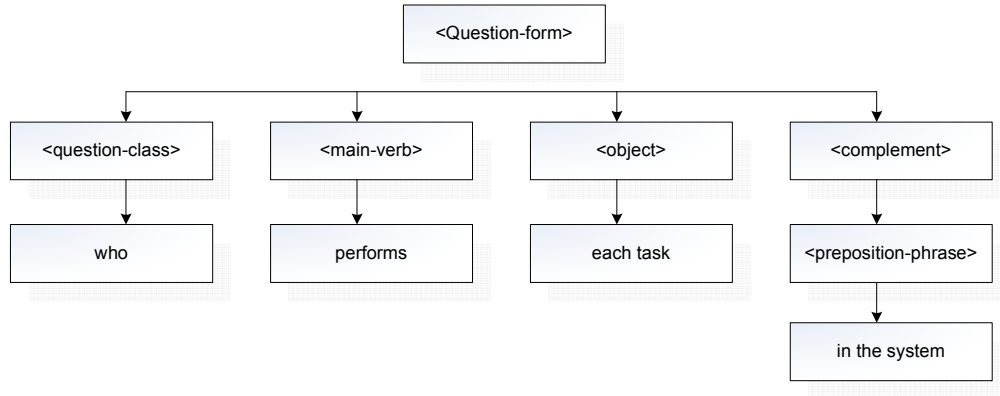 <Question-form>
<question-class>
<main-verb>
<object>
<complement>
who
performs
each task
<preposition-phrase>
in the system